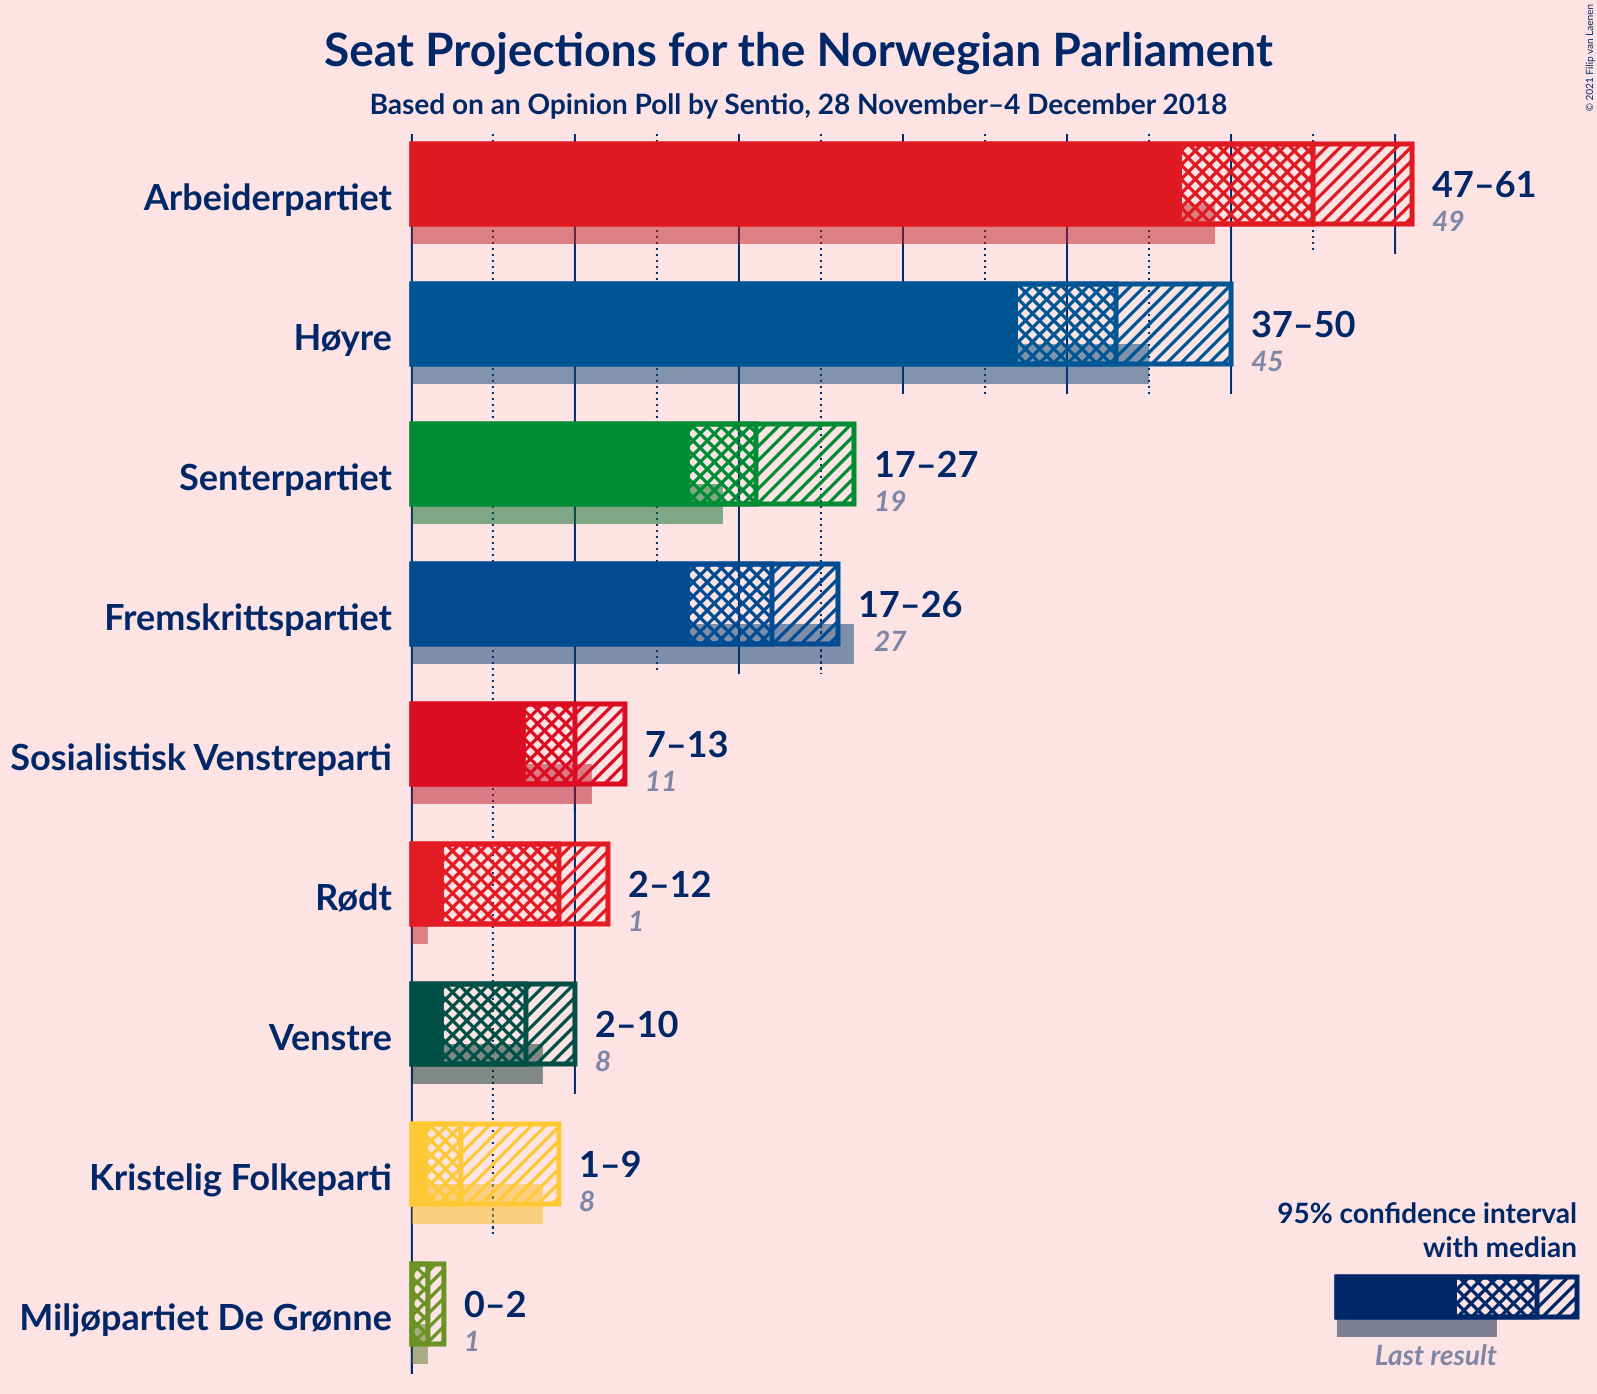 Seat Projections for the Norwegian Parliament
Based on an Opinion Poll by Sentio, 28 November–4 December 2018
© 2021 Filip van Laenen
Arbeiderpartiet
47–61
49
Høyre
37–50
45
Senterpartiet
17–27
19
Fremskrittspartiet
17–26
27
Sosialistisk Venstreparti
7–13
11
Rødt
2–12
1
Venstre
2–10
8
Kristelig Folkeparti
1–9
8
Miljøpartiet De Grønne
0–2
1
95% confidence interval
with median
Last result